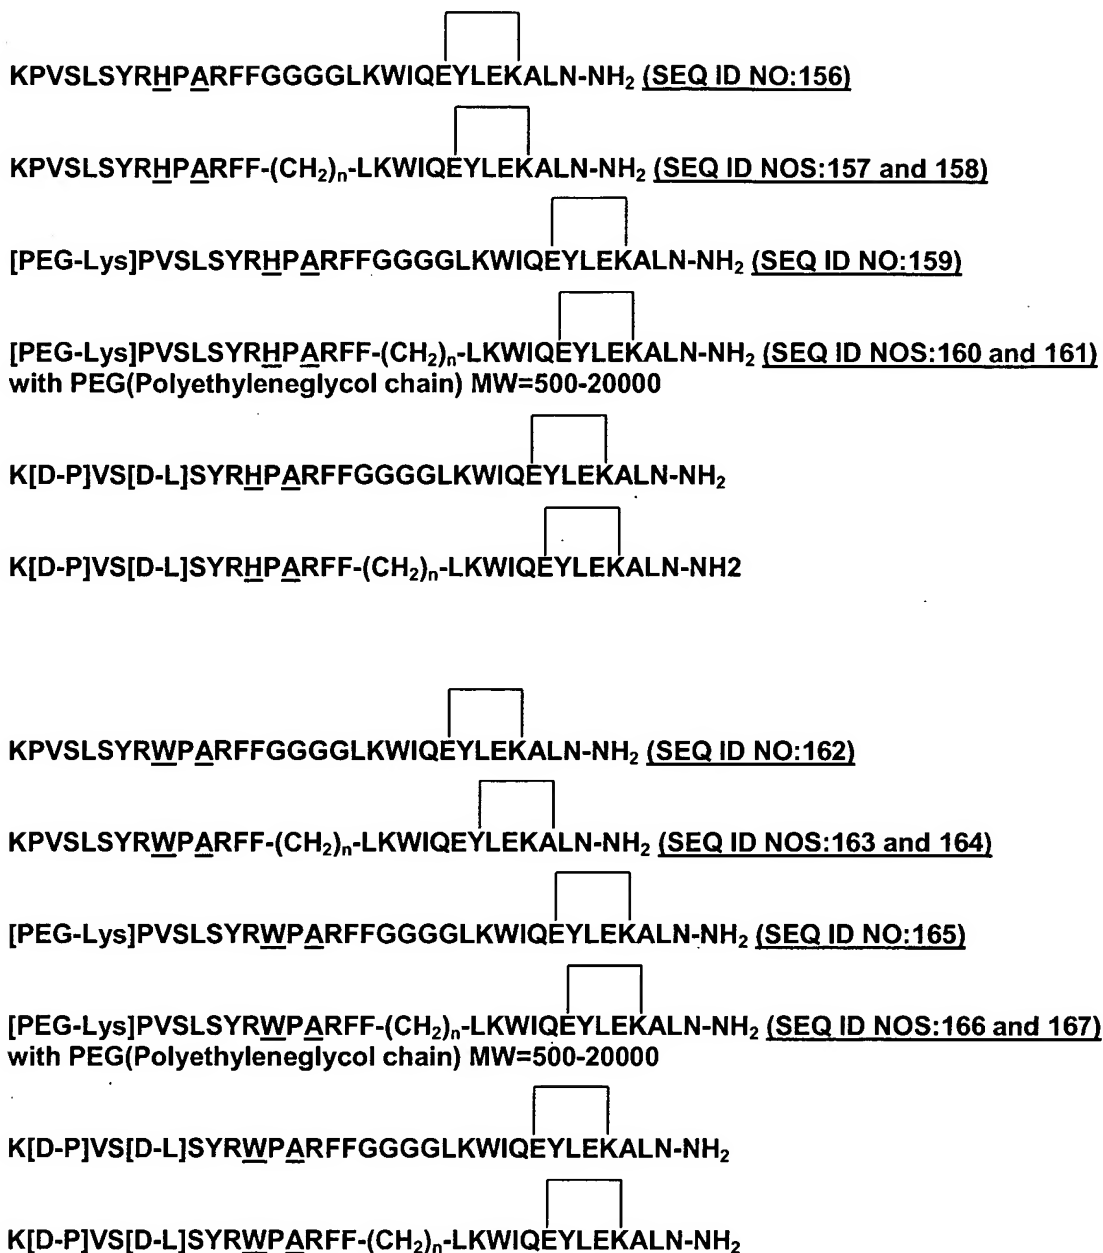 KPVSLSYRHPARFFGGGGLKWIQEYLEKALN-NH₂ (SEQ ID NO:156)
KPVSLSYRHPARFF-(CH₂)ₙ-LKWIQEYLEKALN-NH₂ (SEQ ID NOS:157 and 158)
[PEG-Lys]PVSLSYRHPARFFGGGGLKWIQEYLEKALN-NH₂ (SEQ ID NO:159)
[PEG-Lys]PVSLSYRHPARFF-(CH₂)ₙ-LKWIQEYLEKALN-NH₂ (SEQ ID NOS:160 and 161)
with PEG(Polyethyleneglycol chain) MW=500-20000
K[D-P]VS[D-L]SYRHPARFFGGGGLKWIQEYLEKALN-NH₂
K[D-P]VS[D-L]SYRHPARFF-(CH₂)ₙ-LKWIQEYLEKALN-NH2
KPVSLSYRWPARFFGGGGLKWIQEYLEKALN-NH₂ (SEQ ID NO:162)
KPVSLSYRWPARFF-(CH₂)ₙ-LKWIQEYLEKALN-NH₂ (SEQ ID NOS:163 and 164)
[PEG-Lys]PVSLSYRWPARFFGGGGLKWIQEYLEKALN-NH₂ (SEQ ID NO:165)
[PEG-Lys]PVSLSYRWPARFF-(CH₂)ₙ-LKWIQEYLEKALN-NH₂ (SEQ ID NOS:166 and 167)
with PEG(Polyethyleneglycol chain) MW=500-20000
K[D-P]VS[D-L]SYRWPARFFGGGGLKWIQEYLEKALN-NH₂
K[D-P]VS[D-L]SYRWPARFF-(CH₂)ₙ-LKWIQEYLEKALN-NH₂